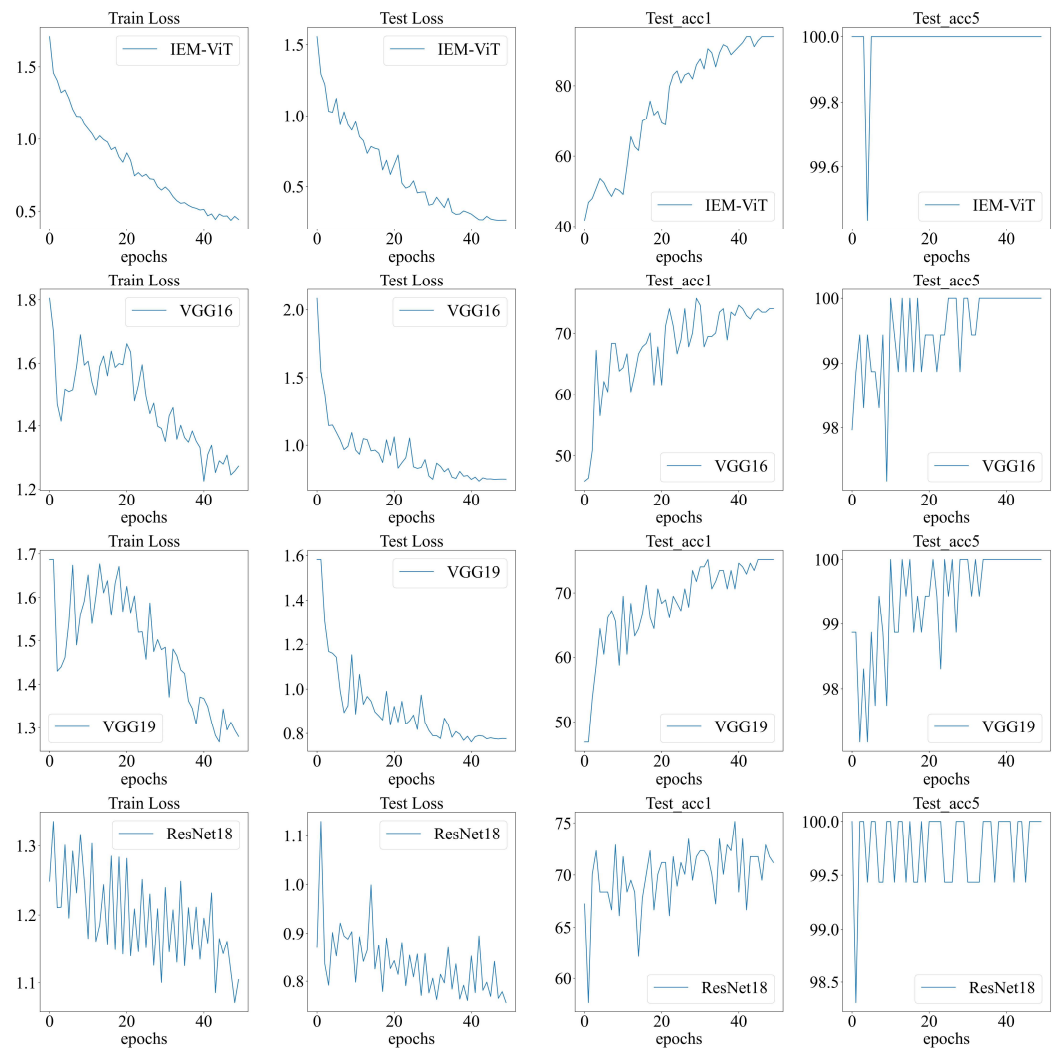 Train Loss Test Loss Test_acc1 Test_acc5
IEM-ViT IEM-ViT IEM-ViT IEM-ViT
1.5 1.0 0.5
1.5 1.0 0.5
80 60 40
100.0 99.8 99.6
0 20 40 0 20 40 0 20 40 0 20 40
epochs epochs epochs epochs
Train Loss Test Loss Test_acc1 Test_acc5
VGG16 VGG16 VGG16 VGG16
1.8 1.6 1.4 1.2
2.0 1.5 1.0
70 60 50
100 99 98
0 20 40 0 20 40 0 20 40 0 20 40
epochs epochs epochs epochs
Train Loss Test Loss Test_acc1 Test_acc5
VGG19 VGG19 VGG19 VGG19
1.7 1.6 1.5 1.4 1.3
1.6 1.4 1.2 1.0 0.8
70 60 50
100 99 98
0 20 40 0 20 40 0 20 40 0 20 40
epochs epochs epochs epochs
Train Loss Test Loss Test_acc1 Test_acc5
ResNet18 ResNet18 ResNet18 ResNet18
1.3 1.2 1.1
1.1 1.0 0.9 0.8
75 70 65 60
100.0 99.5 99.0 98.5
0 20 40 0 20 40 0 20 40 0 20 40
epochs epochs epochs epochs